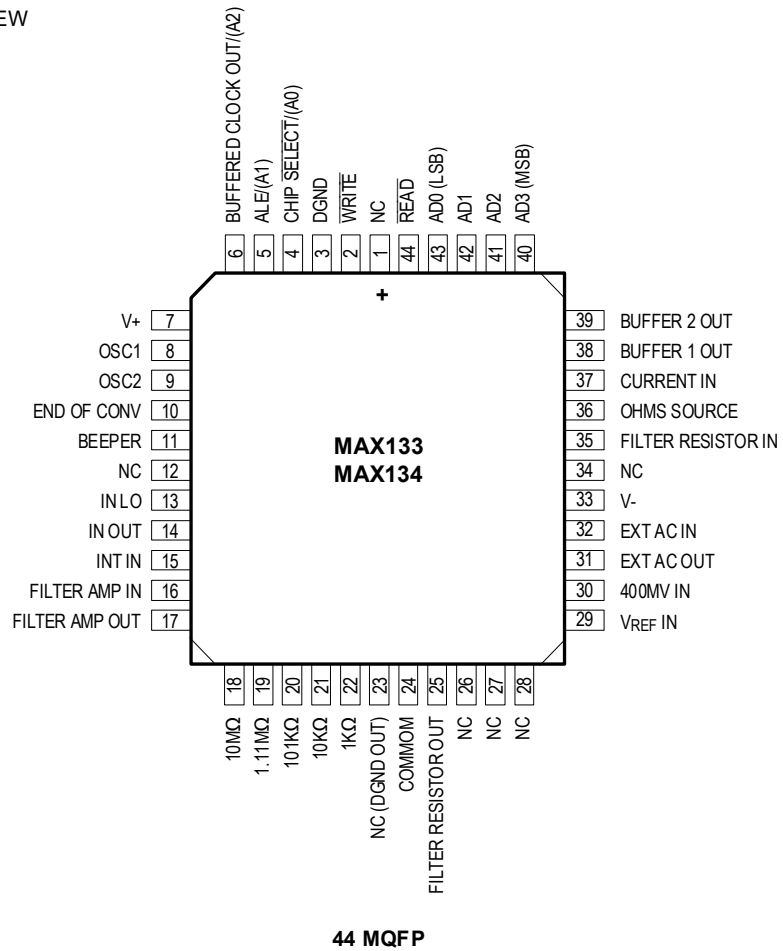 EW
BUFFERED CLOCK OUT/(A2)
ALE/(A1)
CHIP SELECT/(A0)
DGND
WRITE
NC
READ
AD0 (LSB)
AD1
AD2
AD3 (MSB)
6 5 4 3 2 1 44 43 42 41 40
+
V+ 7
OSC1 8
OSC2 9
END OF CONV 10
BEEPER 11
NC 12
IN LO 13
IN OUT 14
INT IN 15
FILTER AMP IN 16
FILTER AMP OUT 17
MAX133
MAX134
39 BUFFER 2 OUT
38 BUFFER 1 OUT
37 CURRENT IN
36 OHMS SOURCE
35 FILTER RESISTOR IN
34 NC
33 V-
32 EXT AC IN
31 EXT AC OUT
30 400MV IN
29 VREF IN
18 19 20 21 22 23 24 25 26 27 28
10MΩ
1.11MΩ
101KΩ
10KΩ
1KΩ
NC (DGND OUT)
COMMOM
FILTER RESISTOR OUT
NC
NC
NC
44 MQFP